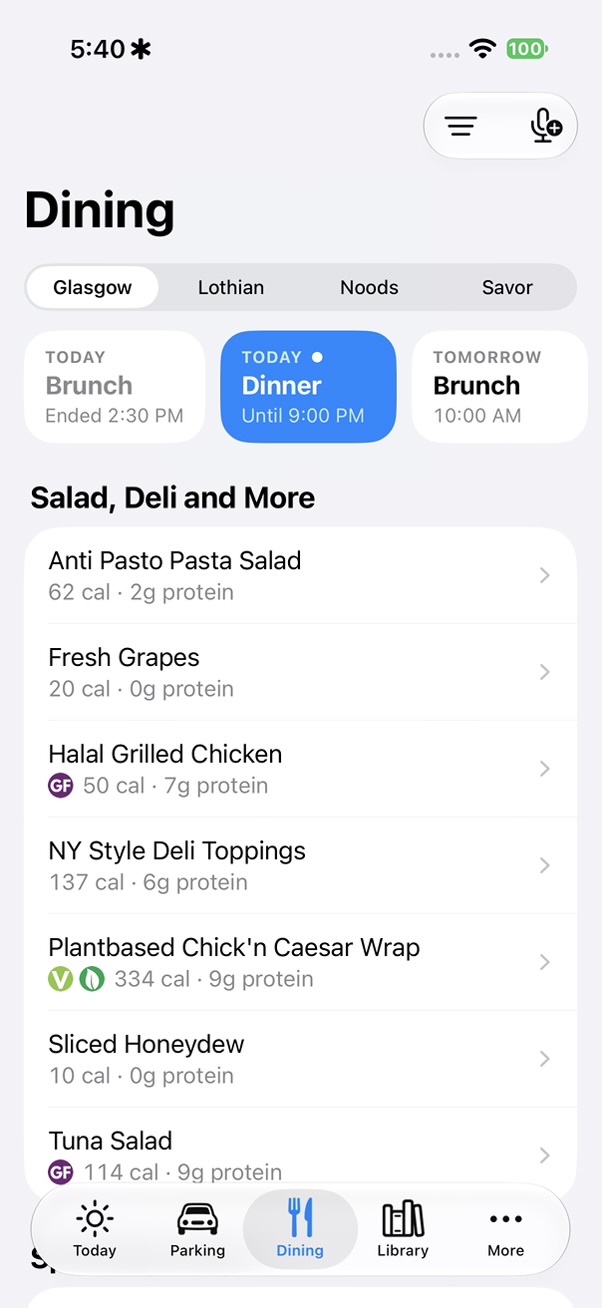 5:40 ✱
100
Dining
Glasgow Lothian Noods Savor
TODAY
Brunch
Ended 2:30 PM
TODAY
Dinner
Until 9:00 PM
TOMORROW
Brunch
10:00 AM
Salad, Deli and More
Anti Pasto Pasta Salad
62 cal · 2g protein
Fresh Grapes
20 cal · 0g protein
Halal Grilled Chicken
GF 50 cal · 7g protein
NY Style Deli Toppings
137 cal · 6g protein
Plantbased Chick'n Caesar Wrap
V 334 cal · 9g protein
Sliced Honeydew
10 cal · 0g protein
Tuna Salad
GF 114 cal · 9g protein
Today Parking Dining Library More